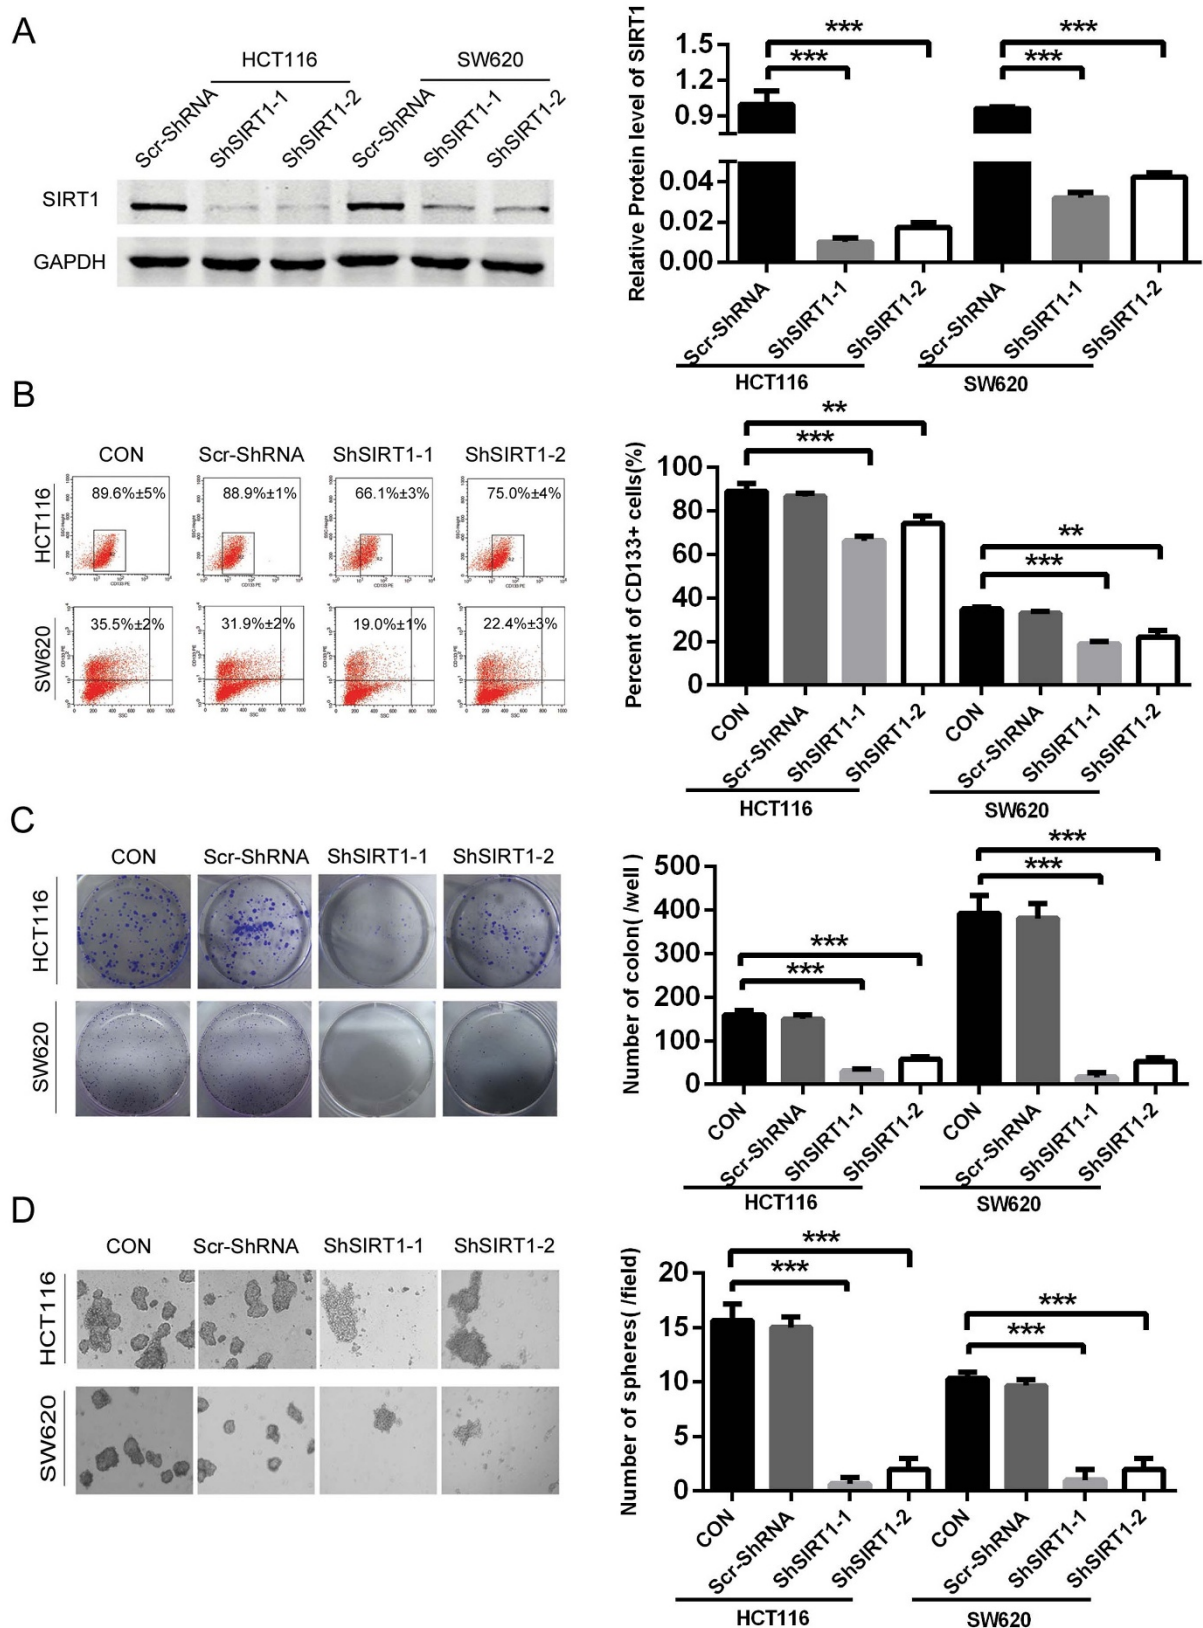 A
HCT116 SW620
Scr-ShRNA ShSIRT1-1 ShSIRT1-2 Scr-ShRNA ShSIRT1-1 ShSIRT1-2
SIRT1
GAPDH
Relative Protein level of SIRT1
*** ***
*** ***
1.5
1.2
0.9
0.04
0.02
0.00
Scr-ShRNA ShSIRT1-1 ShSIRT1-2 Scr-ShRNA ShSIRT1-1 ShSIRT1-2
HCT116 SW620
B
CON Scr-ShRNA ShSIRT1-1 ShSIRT1-2
HCT116
89.6%±5% 88.9%±1% 66.1%±3% 75.0%±4%
SW620
35.5%±2% 31.9%±2% 19.0%±1% 22.4%±3%
Percent of CD133+ cells(%)
**
***
**
***
100
80
60
40
20
0
CON Scr-ShRNA ShSIRT1-1 ShSIRT1-2 CON Scr-ShRNA ShSIRT1-1 ShSIRT1-2
HCT116 SW620
C
CON Scr-ShRNA ShSIRT1-1 ShSIRT1-2
HCT116
SW620
Number of colon( /well)
***
***
***
***
500
400
300
200
100
0
CON Scr-ShRNA ShSIRT1-1 ShSIRT1-2 CON Scr-ShRNA ShSIRT1-1 ShSIRT1-2
HCT116 SW620
D
CON Scr-ShRNA ShSIRT1-1 ShSIRT1-2
HCT116
SW620
Number of spheres( /field)
***
***
***
***
20
15
10
5
0
CON Scr-ShRNA ShSIRT1-1 ShSIRT1-2 CON Scr-ShRNA ShSIRT1-1 ShSIRT1-2
HCT116 SW620